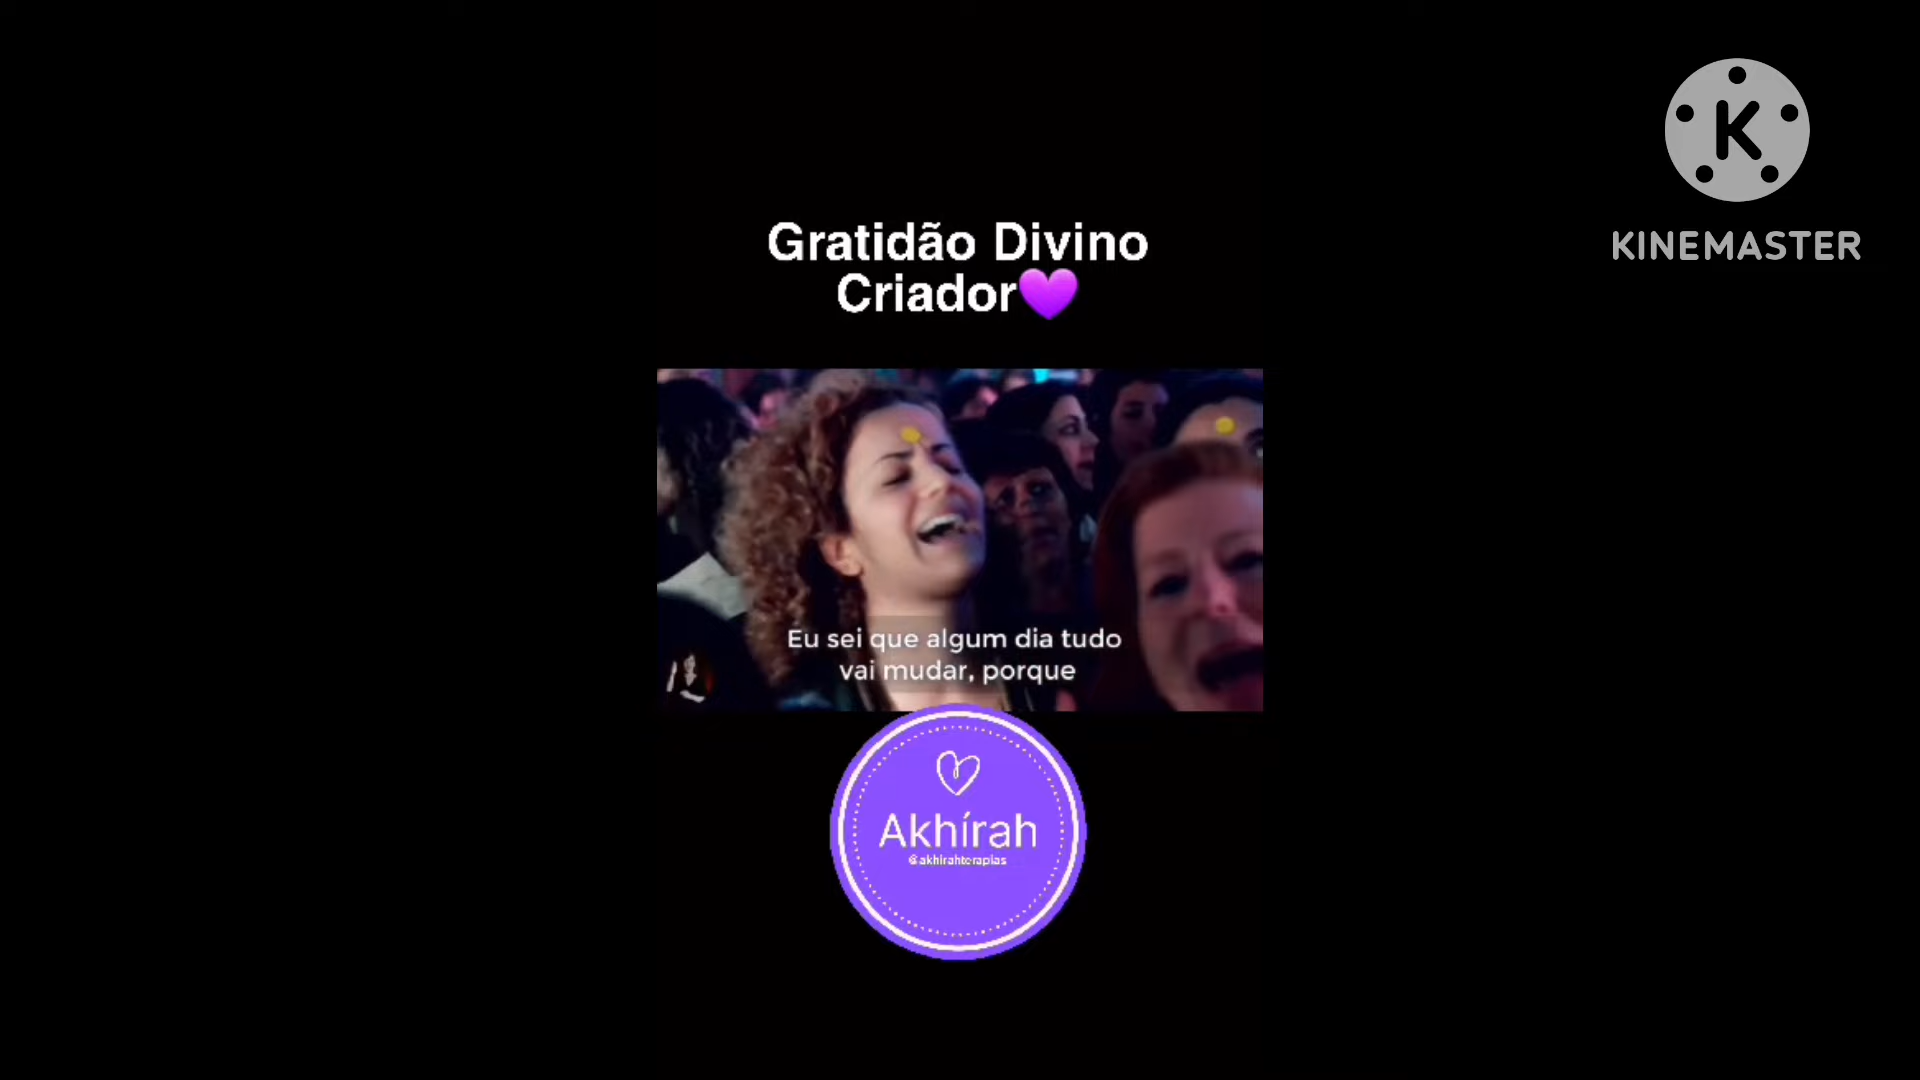 K
KINEMASTER
Gratidão Divino
Criador💜
Eu sei que algum dia tudo
vai mudar, porque
Akhírah
@akhirahterapias